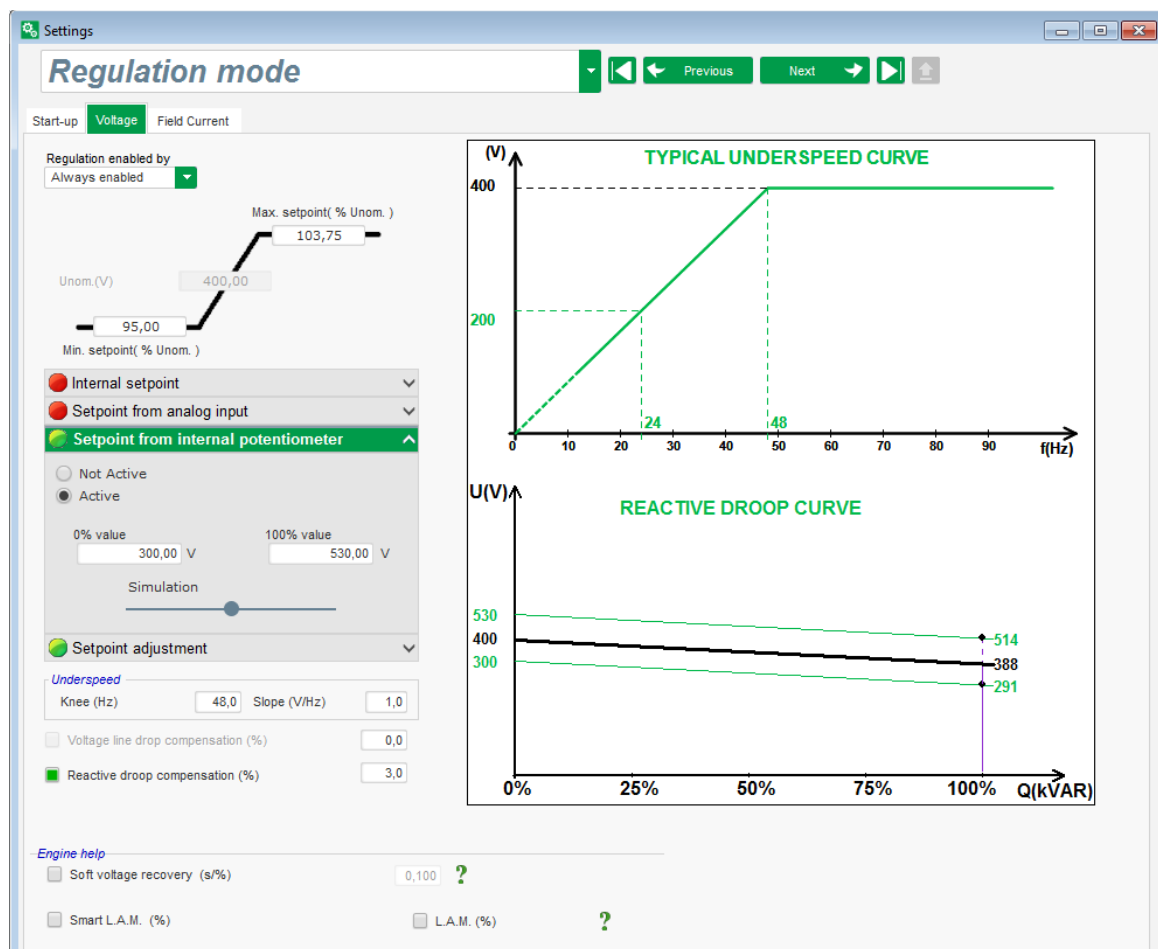 Settings
Regulation mode
Previous
Next
Start-up
Voltage
Field Current
Regulation enabled by
Always enabled
Max. setpoint( % Unom. )
103,75
Unom.(V)
400,00
95,00
Min. setpoint( % Unom. )
Internal setpoint
Setpoint from analog input
Setpoint from internal potentiometer
Not Active
Active
0% value
100% value
300,00 V
530,00 V
Simulation
Setpoint adjustment
Underspeed
Knee (Hz) 48,0 Slope (V/Hz) 1,0
Voltage line drop compensation (%) 0,0
Reactive droop compensation (%) 3,0
(V)
TYPICAL UNDERSPEED CURVE
400
200
24
48
0 10 20 30 40 50 60 70 80 90
f(Hz)
U(V)
REACTIVE DROOP CURVE
530
400
300
514
388
291
0% 25% 50% 75% 100% Q(kVAR)
Engine help
Soft voltage recovery (s/%) 0,100 ?
Smart L.A.M. (%)
L.A.M. (%) ?